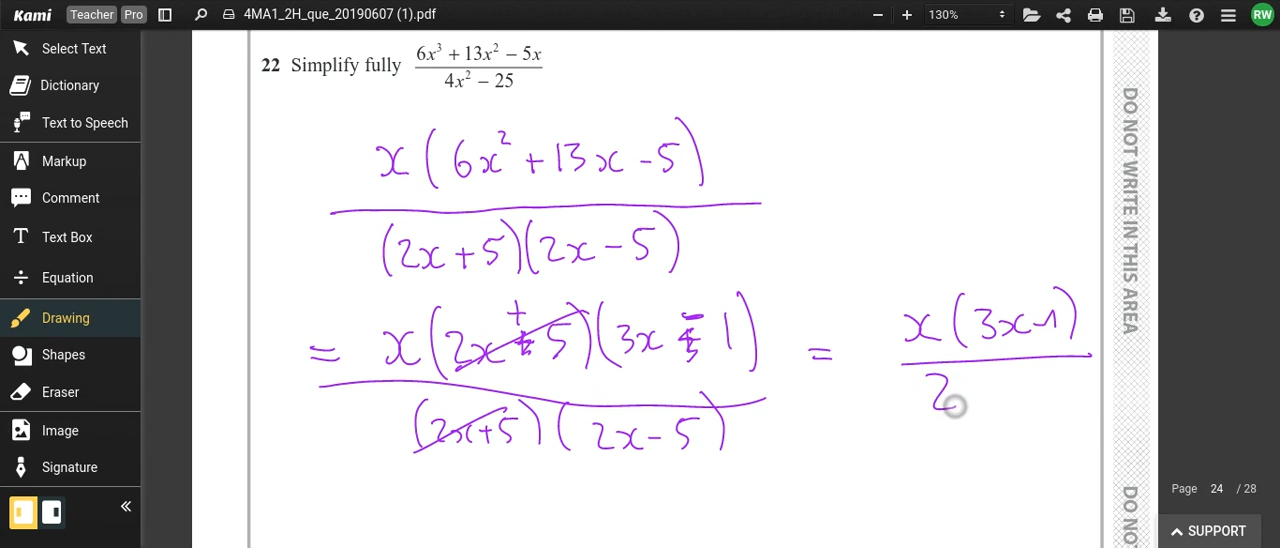 Kami Teacher Pro 4MA1_2H_que_20190607 (1).pdf 130% RW
Select Text
Dictionary
Text to Speech
Markup
Comment
Text Box
Equation
Drawing
Shapes
Eraser
Image
Signature
22 Simplify fully
6x³ + 13x² − 5x
4x² − 25
x(6x² + 13x − 5)
(2x + 5)(2x − 5)
= x(2x + 5)(3x − 1) = x(3x − 1)
(2x + 5)(2x − 5) 2
DO NOT WRITE IN THIS AREA
DO NO
Page 24 / 28
SUPPORT